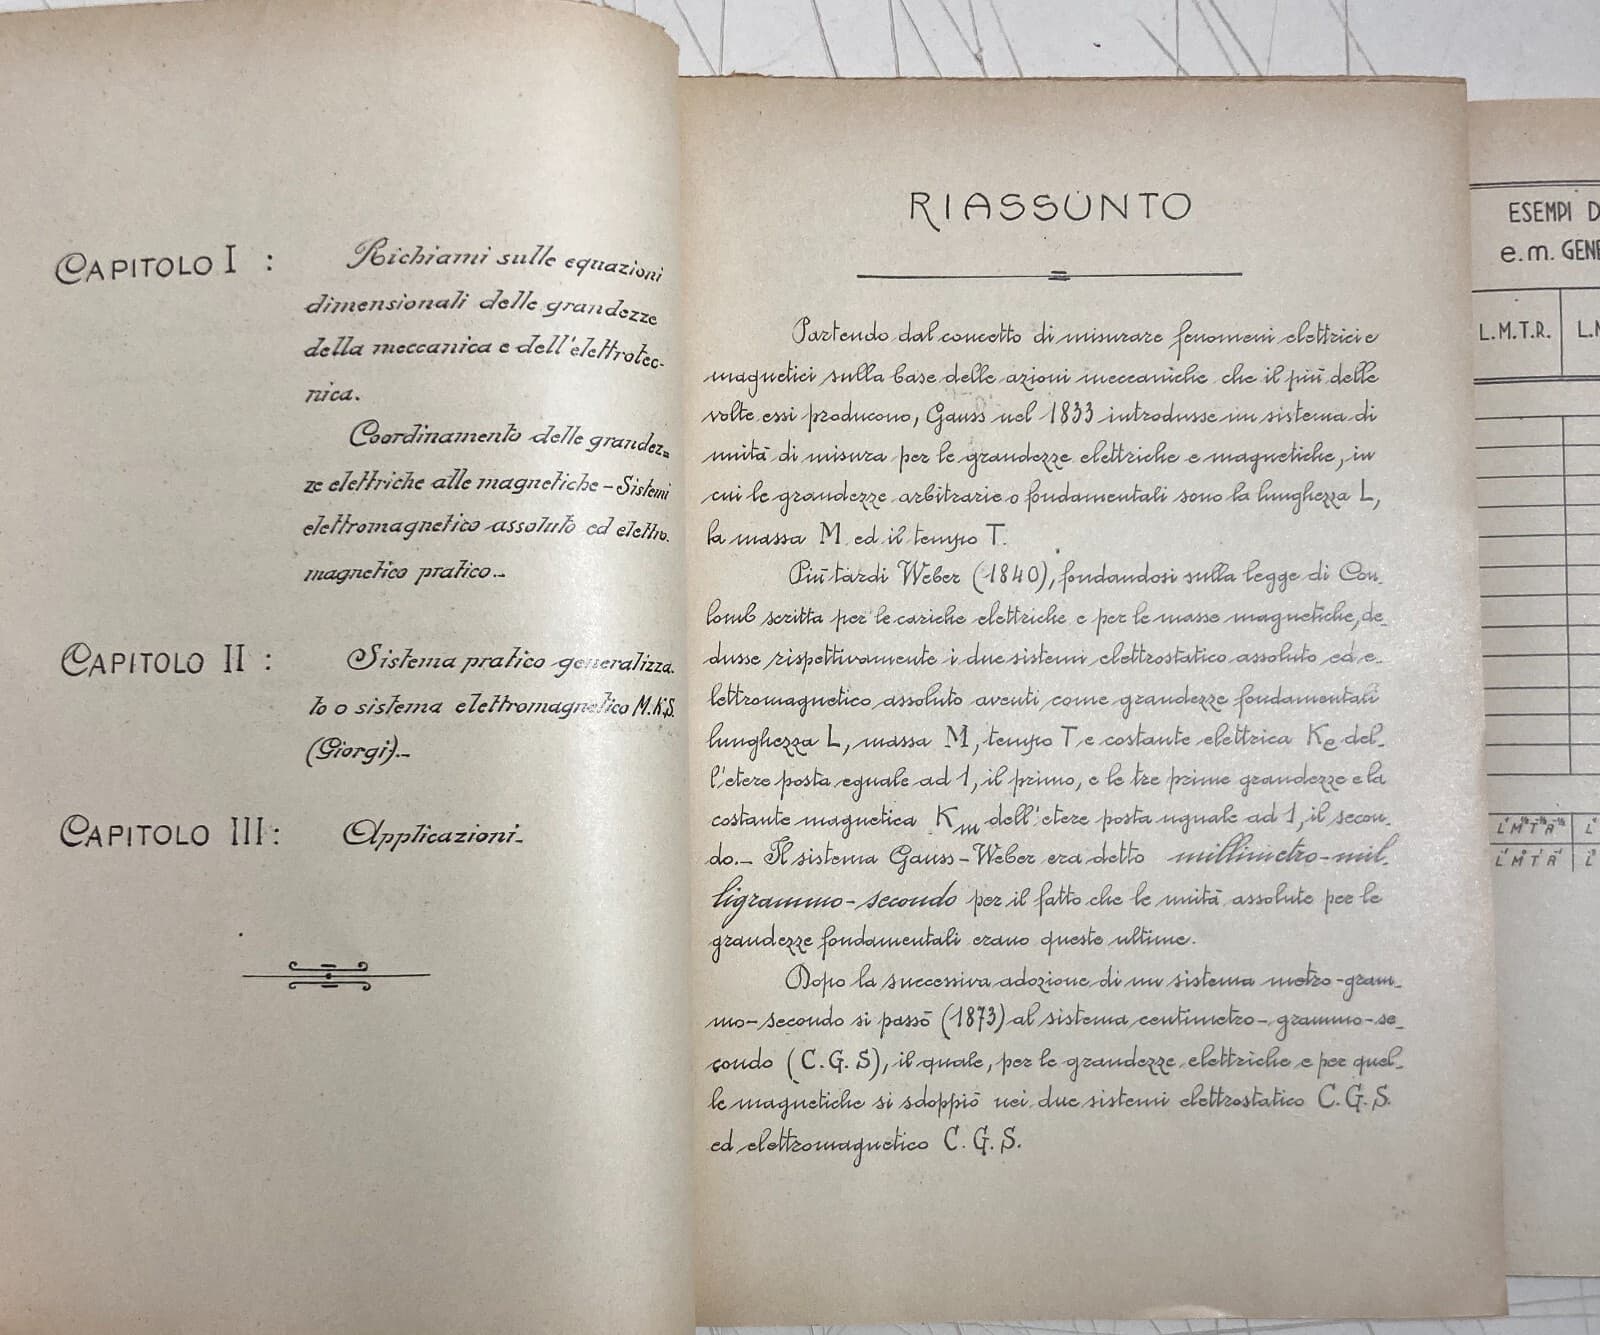 CAPITOLO I : Richiami sulle equazioni
dimensionali delle grandezze
della meccanica e dell'elettrotec-
nica.
Coordinamento delle grandez=
ze elettriche alle magnetiche - Sistemi
elettromagnetico assoluto ed elettro-
magnetico pratico.-
CAPITOLO II : Sistema pratico generalizza-
to o sistema elettromagnetico M.K.S.
(Giorgi).-
CAPITOLO III : Applicazioni.-
RIASSUNTO
Partendo dal concetto di misurare fenomeni elettrici e
magnetici sulla base delle azioni meccaniche che il più delle
volte essi producono, Gauss nel 1833 introdusse un sistema di
unità di misura per le grandezze elettriche e magnetiche, in
cui le grandezze arbitrarie o fondamentali sono la lunghezza L,
la massa M ed il tempo T.
Più tardi Weber (1840), fondandosi sulla legge di Cou-
lomb scritta per le cariche elettriche e per le masse magnetiche, de-
dusse rispettivamente i due sistemi elettrostatico assoluto ed e-
lettromagnetico assoluto aventi come grandezze fondamentali
lunghezza L, massa M, tempo T e costante elettrica Ke del-
l'etere posta eguale ad 1, il primo, e le tre prime grandezze e la
costante magnetica Km dell'etere posta uguale ad 1, il secon-
do.- Il sistema Gauss-Weber era detto millimetro-mil-
ligrammo-secondo per il fatto che le unità assolute per le
grandezze fondamentali erano queste ultime.
Dopo la successiva adozione di un sistema metro-gram-
mo-secondo si passò (1873) al sistema centimetro-grammo-se-
condo (C.G.S), il quale, per le grandezze elettriche e per quel-
le magnetiche si sdoppiò nei due sistemi elettrostatico C.G.S.
ed elettromagnetico C.G.S.
ESEMPI D
e.m. GENE
L.M.T.R.